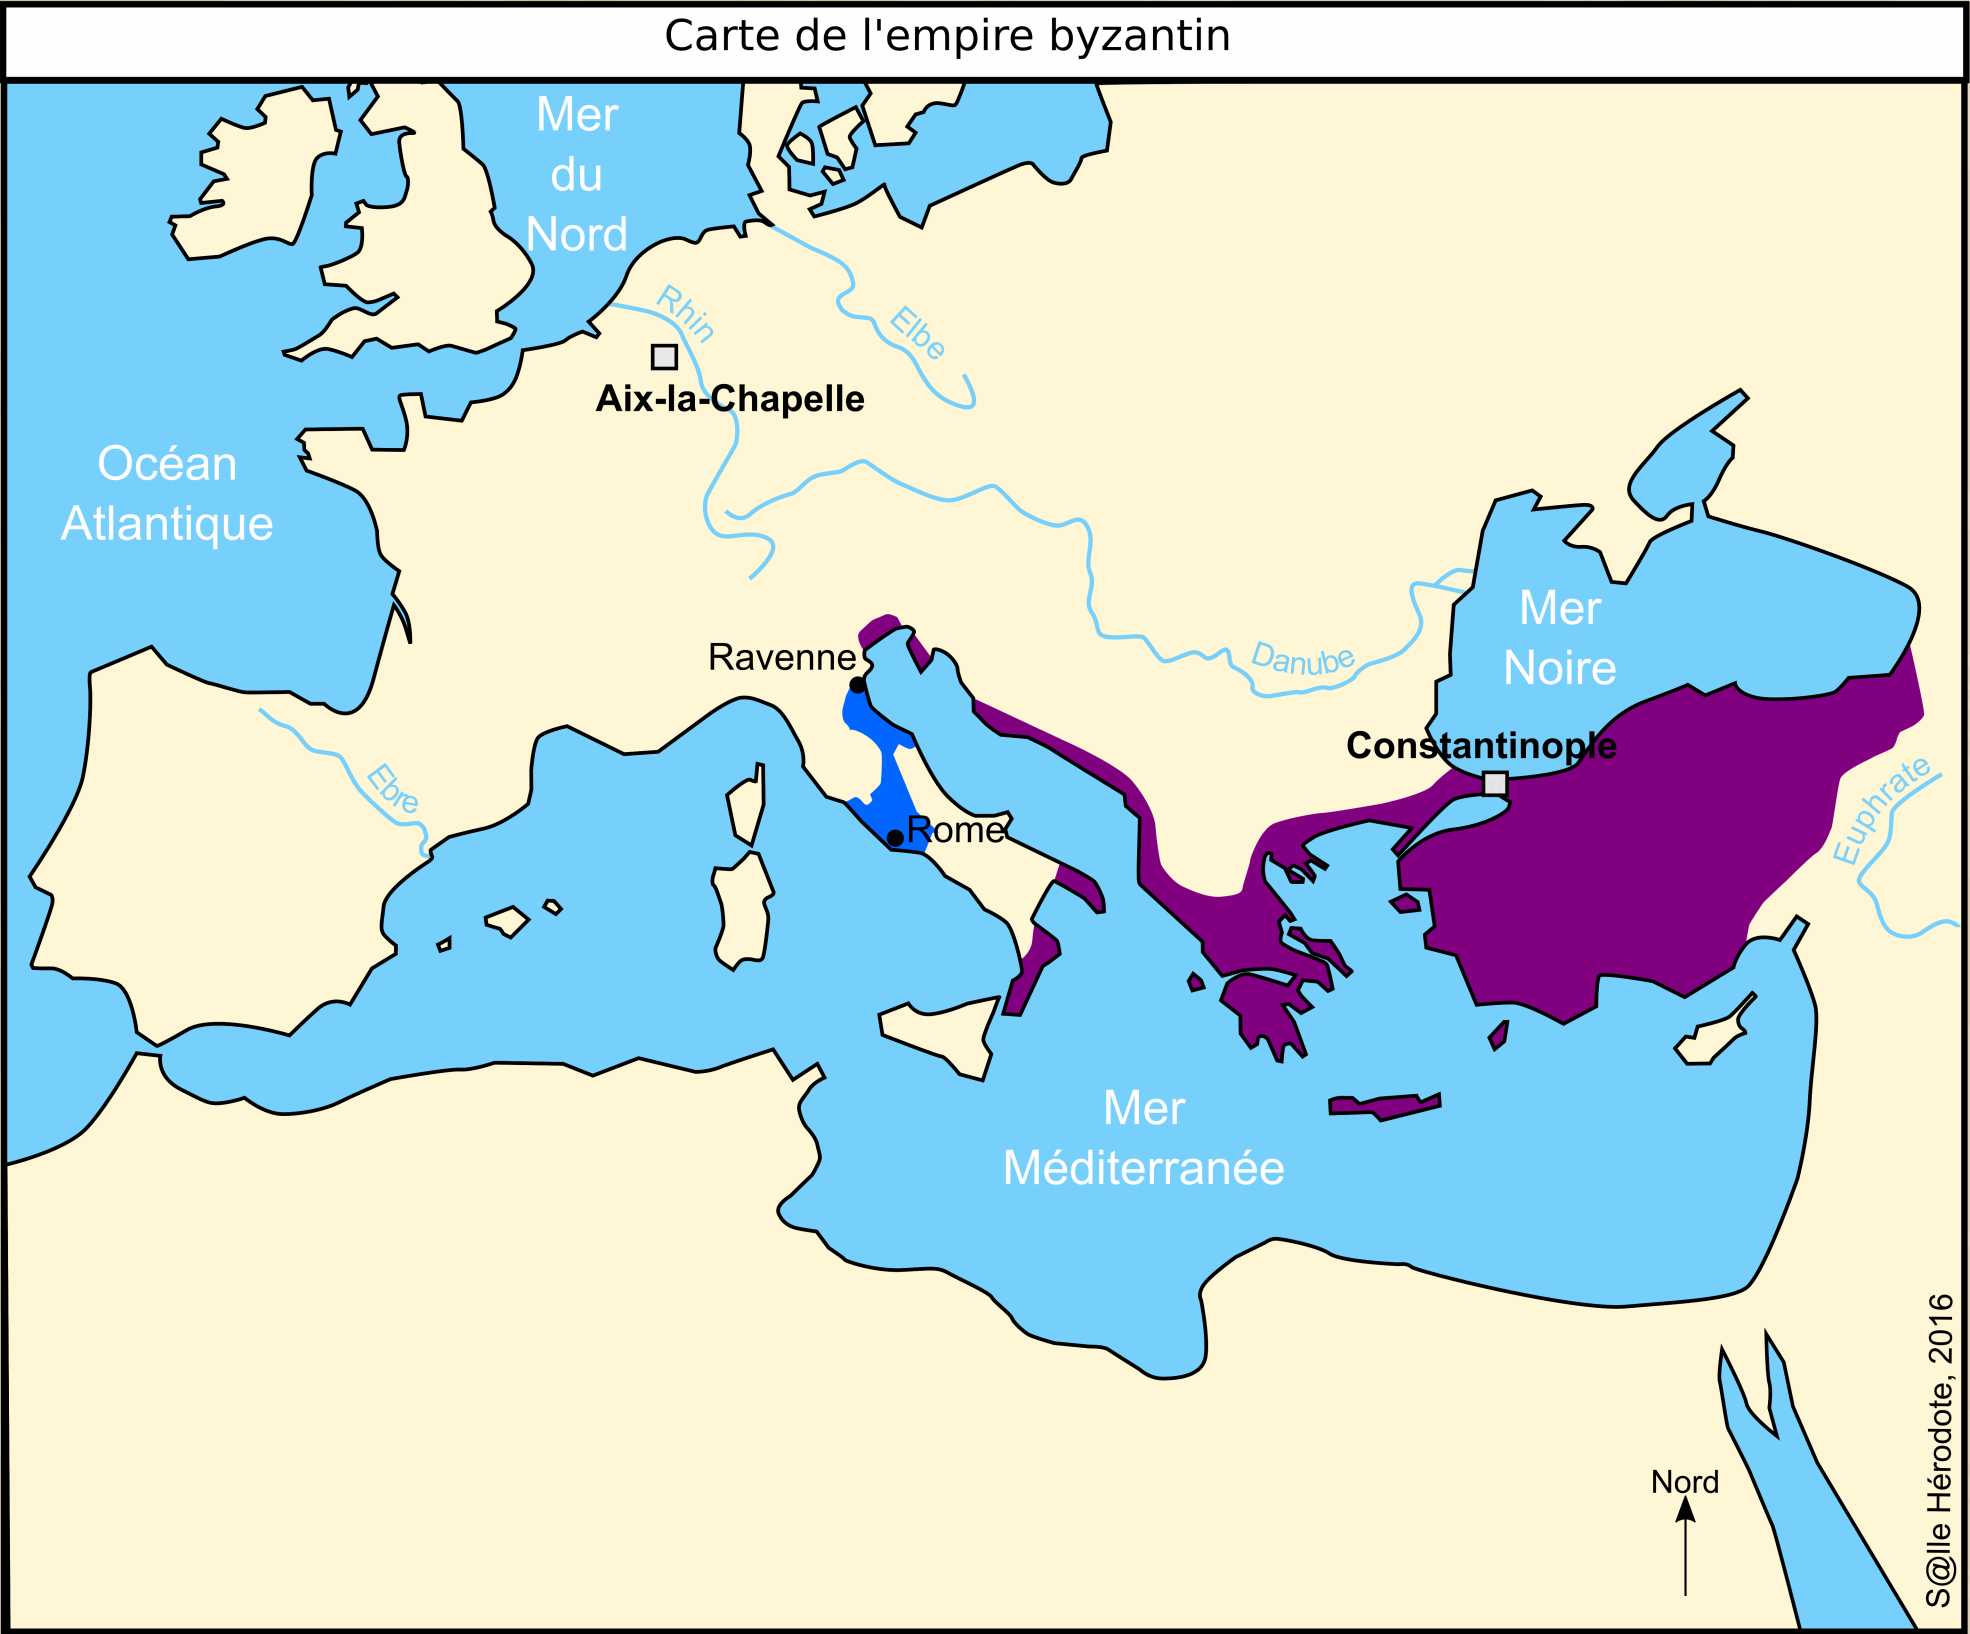 Carte de l'empire byzantin
Mer
du
Nord
Rhin
Elbe
Aix-la-Chapelle
Océan
Atlantique
Mer
Noire
Ravenne
Danube
Constantinople
Ebre
Euphrate
Rome
Mer
Méditerranée
Nord
S@lle Hérodote, 2016